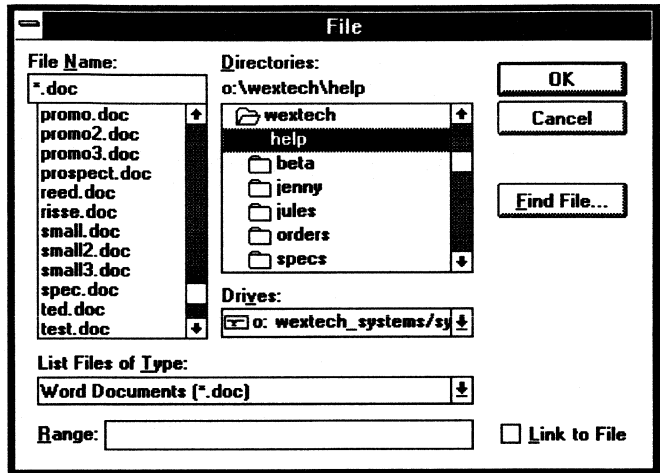 File
File Name:
*.doc
promo.doc
promo2.doc
promo3.doc
prospect.doc
reed.doc
risse.doc
small.doc
small2.doc
small3.doc
spec.doc
ted.doc
test.doc
Directories:
o:\wextech\help
wextech
help
beta
jenny
jules
orders
specs
Drives:
o: wextech_systems/sy
OK
Cancel
Find File...
List Files of Type:
Word Documents (*.doc)
Range:
Link to File